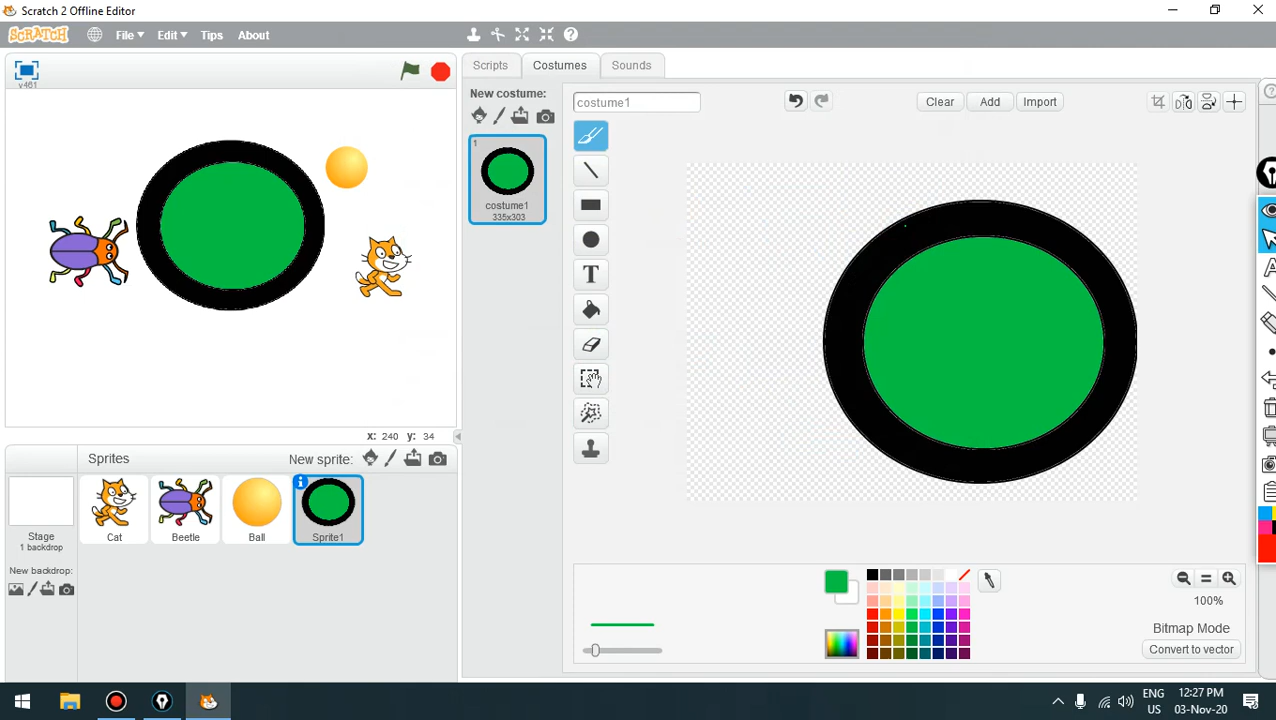 Scratch 2 Offline Editor
SCRATCH File Edit Tips About
v461
Scripts Costumes Sounds
New costume:
costume1
Clear Add Import
1
costume1
335x303
T
x: 240 y: 34
Sprites New sprite:
Stage
1 backdrop
New backdrop:
Cat Beetle Ball Sprite1
100%
Bitmap Mode
Convert to vector
ENG
US
12:27 PM
03-Nov-20